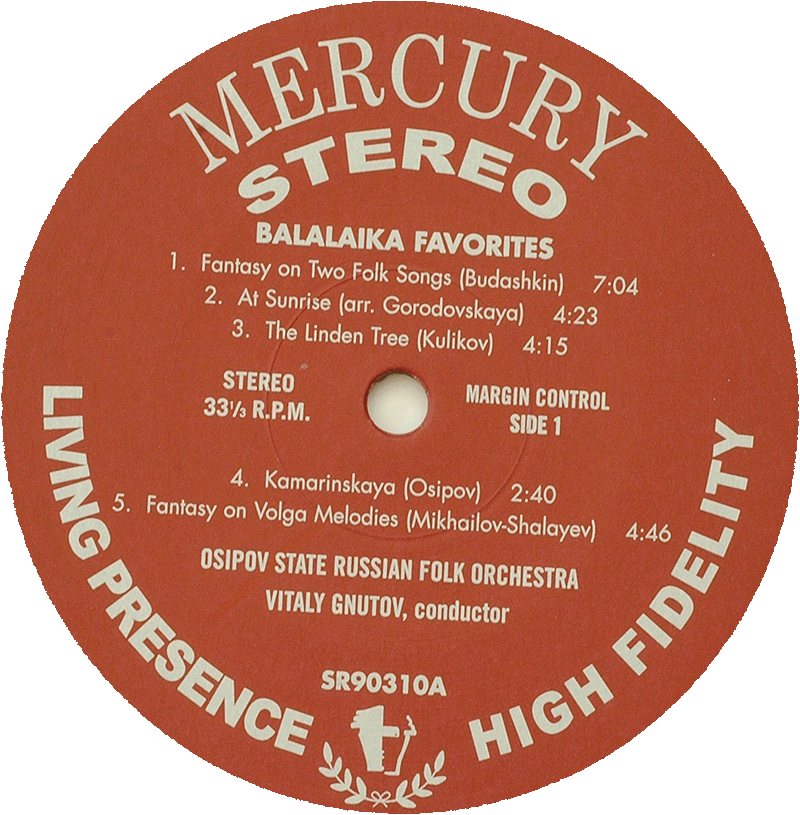 MERCURY
STEREO
BALALAIKA FAVORITES
1. Fantasy on Two Folk Songs (Budashkin) 7:04
2. At Sunrise (arr. Gorodovskaya) 4:23
3. The Linden Tree (Kulikov) 4:15
STEREO
33⅓ R.P.M.
MARGIN CONTROL
SIDE 1
4. Kamarinskaya (Osipov) 2:40
5. Fantasy on Volga Melodies (Mikhailov-Shalayev) 4:46
OSIPOV STATE RUSSIAN FOLK ORCHESTRA
VITALY GNUTOV, conductor
SR90310A
LIVING PRESENCE
HIGH FIDELITY